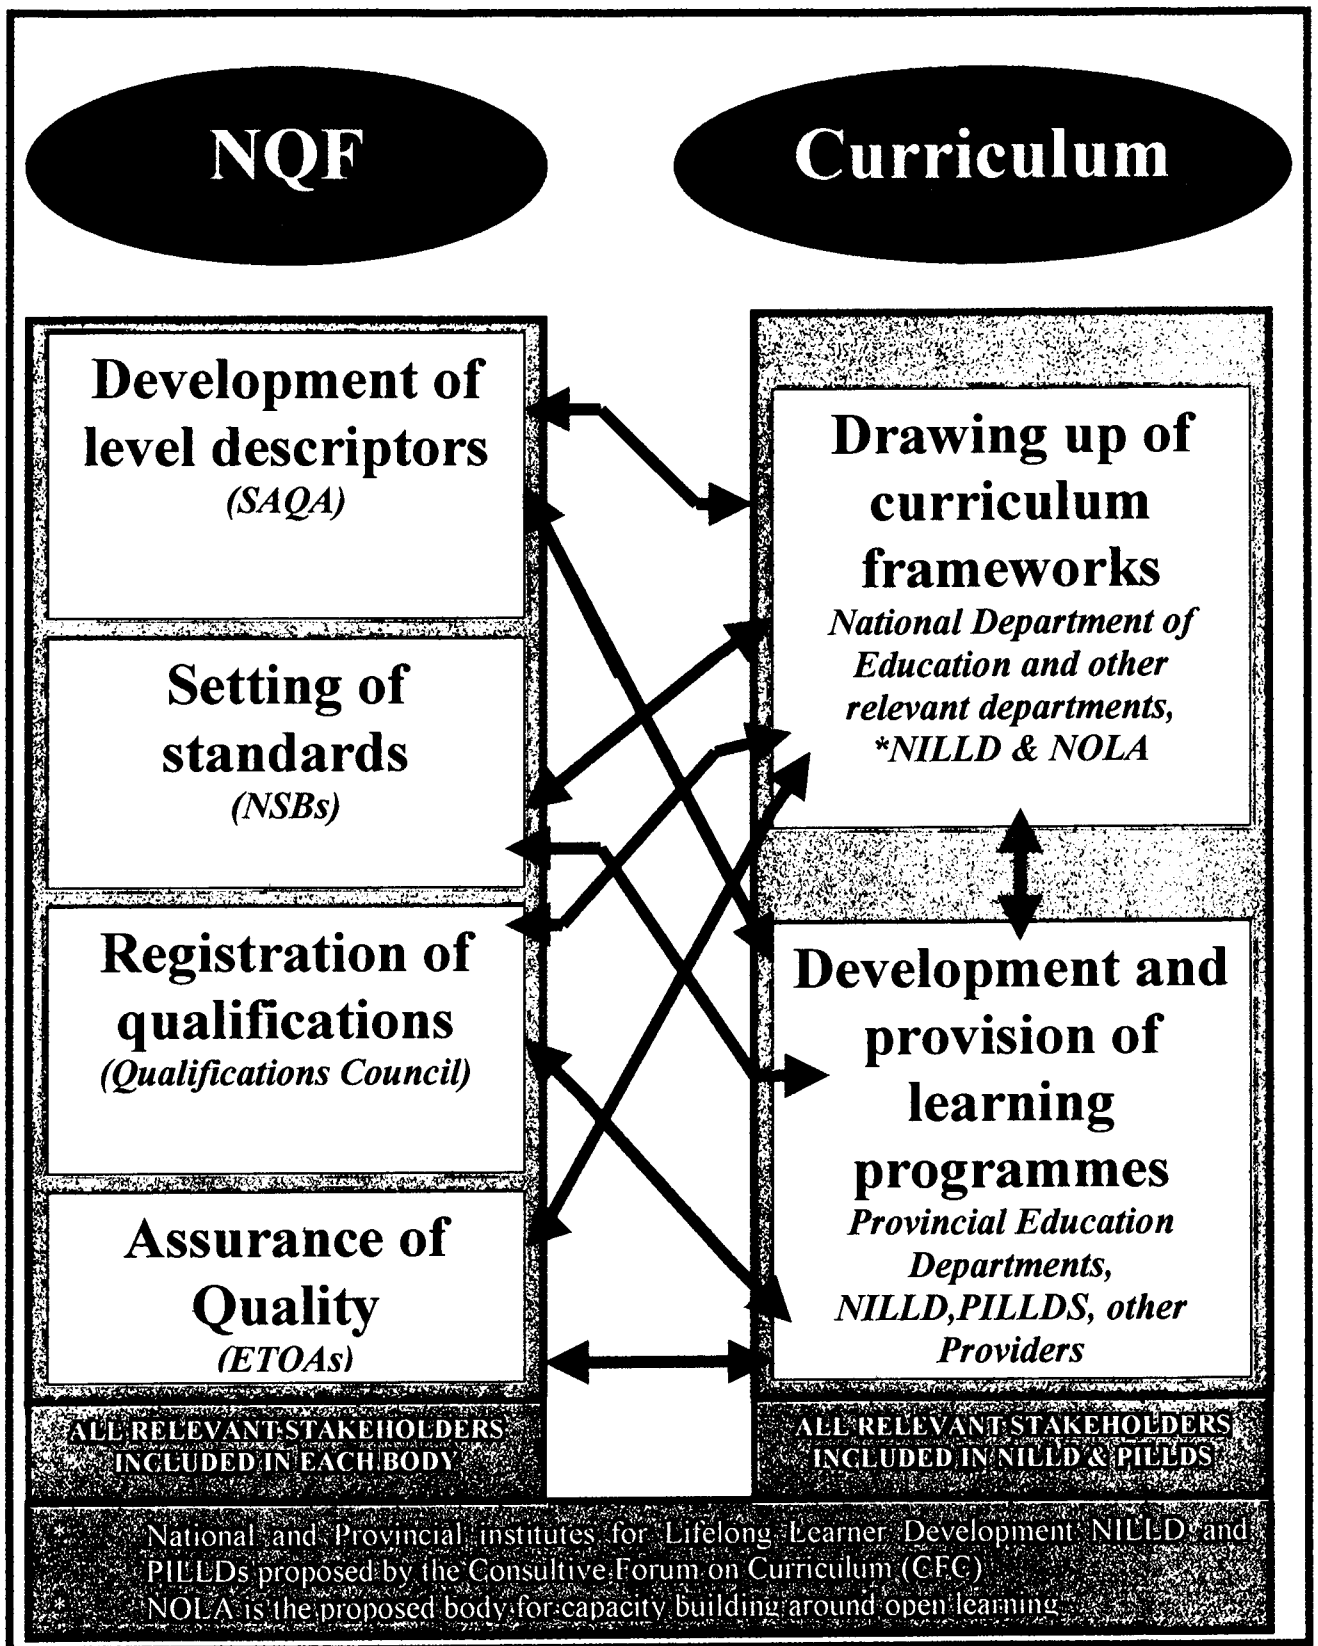 NQF
Curriculum
Development of
level descriptors
(SAQA)
Setting of
standards
(NSBs)
Registration of
qualifications
(Qualifications Council)
Assurance of
Quality
(ETQAs)
ALL RELEVANT STAKEHOLDERS
INCLUDED IN EACH BODY
Drawing up of
curriculum
frameworks
National Department of
Education and other
relevant departments,
*NILLD & NOLA
Development and
provision of
learning
programmes
Provincial Education
Departments,
NILLD,PILLDS, other
Providers
ALL RELEVANT STAKEHOLDERS
INCLUDED IN NILLD & PILLDS
* National and Provincial institutes for Lifelong Learner Development NILLD and
PILLDs proposed by the Consultive Forum on Curriculum (CFC)
* NOLA is the proposed body for capacity building around open learning